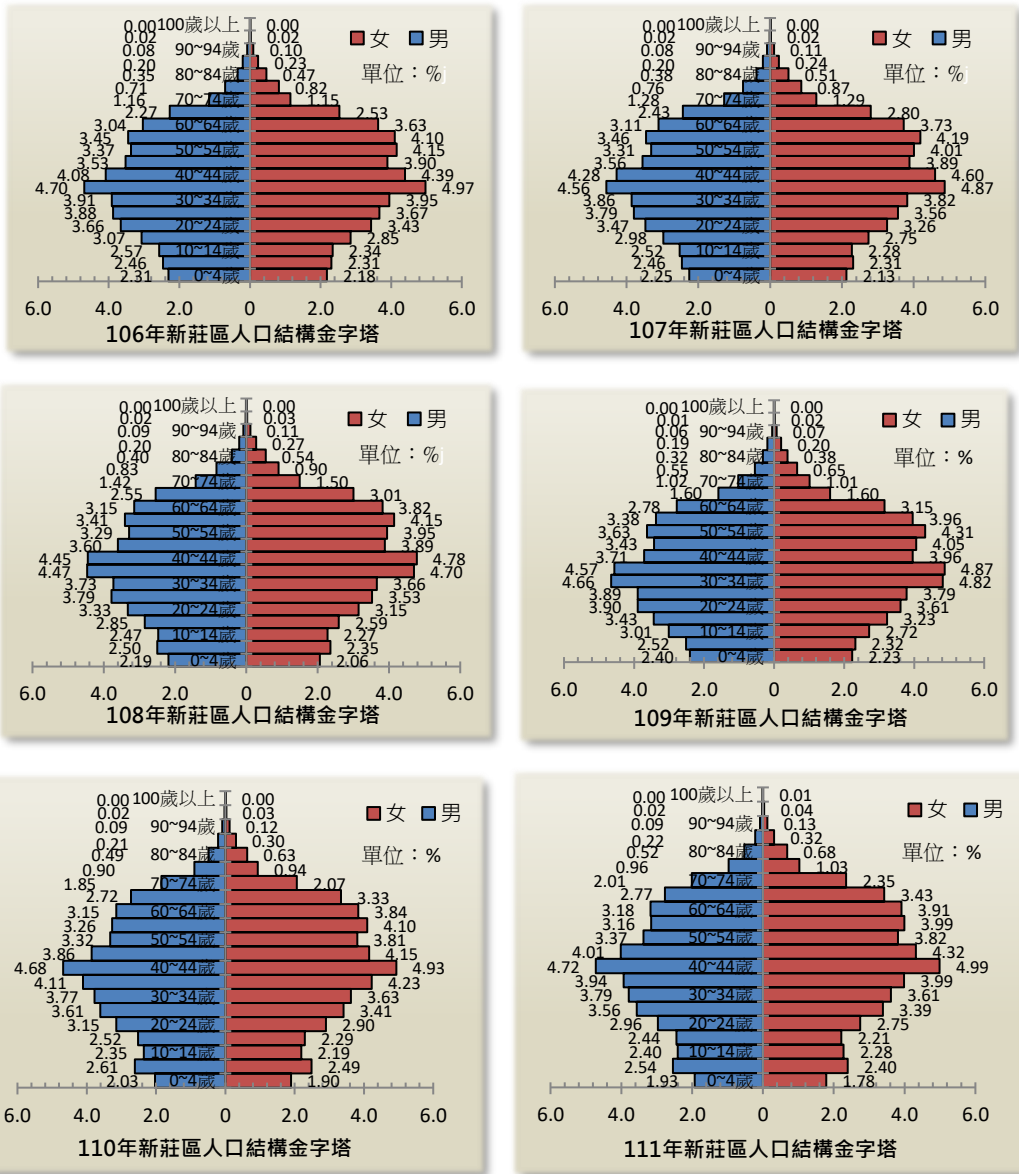 0.00 100歲以上 0.00
0.02 0.02
0.08 90~94歲 0.10
0.20 0.23
0.35 80~84歲 0.47
0.71 0.82
1.16 70~74歲 1.15
2.27 2.53
3.04 60~64歲 3.63
3.45 4.10
3.37 50~54歲 4.15
3.53 3.90
4.08 40~44歲 4.39
4.70 4.97
3.91 30~34歲 3.95
3.88 3.67
3.66 20~24歲 3.43
3.07 2.85
2.57 10~14歲 2.34
2.46 2.31
2.31 0~4歲 2.18
女 男
單位：%
6.0 4.0 2.0 0 2.0 4.0 6.0
106年新莊區人口結構金字塔
0.00 100歲以上 0.00
0.02 0.02
0.08 90~94歲 0.11
0.20 0.24
0.38 80~84歲 0.51
0.76 0.87
1.28 70~74歲 1.29
2.43 2.80
3.11 60~64歲 3.73
3.46 4.19
3.31 50~54歲 4.01
3.56 3.89
4.28 40~44歲 4.60
4.56 4.87
3.86 30~34歲 3.82
3.79 3.56
3.47 20~24歲 3.26
2.98 2.75
2.52 10~14歲 2.28
2.46 2.31
2.25 0~4歲 2.13
女 男
單位：%
6.0 4.0 2.0 0 2.0 4.0 6.0
107年新莊區人口結構金字塔
0.00 100歲以上 0.00
0.02 0.03
0.09 90~94歲 0.11
0.20 0.27
0.40 80~84歲 0.54
0.83 0.90
1.42 70~74歲 1.50
2.55 3.01
3.15 60~64歲 3.82
3.41 4.15
3.29 50~54歲 3.95
3.60 3.89
4.45 40~44歲 4.78
4.47 4.70
3.73 30~34歲 3.66
3.79 3.53
3.33 20~24歲 3.15
2.85 2.59
2.47 10~14歲 2.27
2.50 2.35
2.19 0~4歲 2.06
女 男
單位：%
6.0 4.0 2.0 0 2.0 4.0 6.0
108年新莊區人口結構金字塔
0.00 100歲以上 0.00
0.01 0.02
0.06 90~94歲 0.07
0.19 0.20
0.32 80~84歲 0.38
0.55 0.65
1.02 70~74歲 1.01
1.60 1.60
2.78 60~64歲 3.15
3.38 3.96
3.63 50~54歲 4.31
3.43 4.05
3.71 40~44歲 3.96
4.57 4.87
4.66 30~34歲 4.82
3.89 3.79
3.90 20~24歲 3.61
3.43 3.23
3.01 10~14歲 2.72
2.52 2.32
2.40 0~4歲 2.23
女 男
單位：%
6.0 4.0 2.0 0 2.0 4.0 6.0
109年新莊區人口結構金字塔
0.00 100歲以上 0.00
0.02 0.03
0.09 90~94歲 0.12
0.21 0.30
0.49 80~84歲 0.63
0.90 0.94
1.85 70~74歲 2.07
2.72 3.33
3.15 60~64歲 3.84
3.26 4.10
3.32 50~54歲 3.81
3.86 4.15
4.68 40~44歲 4.93
4.11 4.23
3.77 30~34歲 3.63
3.61 3.41
3.15 20~24歲 2.90
2.52 2.29
2.35 10~14歲 2.19
2.61 2.49
2.03 0~4歲 1.90
女 男
單位：%
6.0 4.0 2.0 0 2.0 4.0 6.0
110年新莊區人口結構金字塔
0.00 100歲以上 0.01
0.02 0.04
0.09 90~94歲 0.13
0.22 0.32
0.52 80~84歲 0.68
0.96 1.03
2.01 70~74歲 2.35
2.77 3.43
3.18 60~64歲 3.91
3.16 3.99
3.37 50~54歲 3.82
4.01 4.32
4.72 40~44歲 4.99
3.94 3.99
3.79 30~34歲 3.61
3.56 3.39
2.96 20~24歲 2.75
2.44 2.21
2.40 10~14歲 2.28
2.54 2.40
1.93 0~4歲 1.78
女 男
單位：%
6.0 4.0 2.0 0 2.0 4.0 6.0
111年新莊區人口結構金字塔